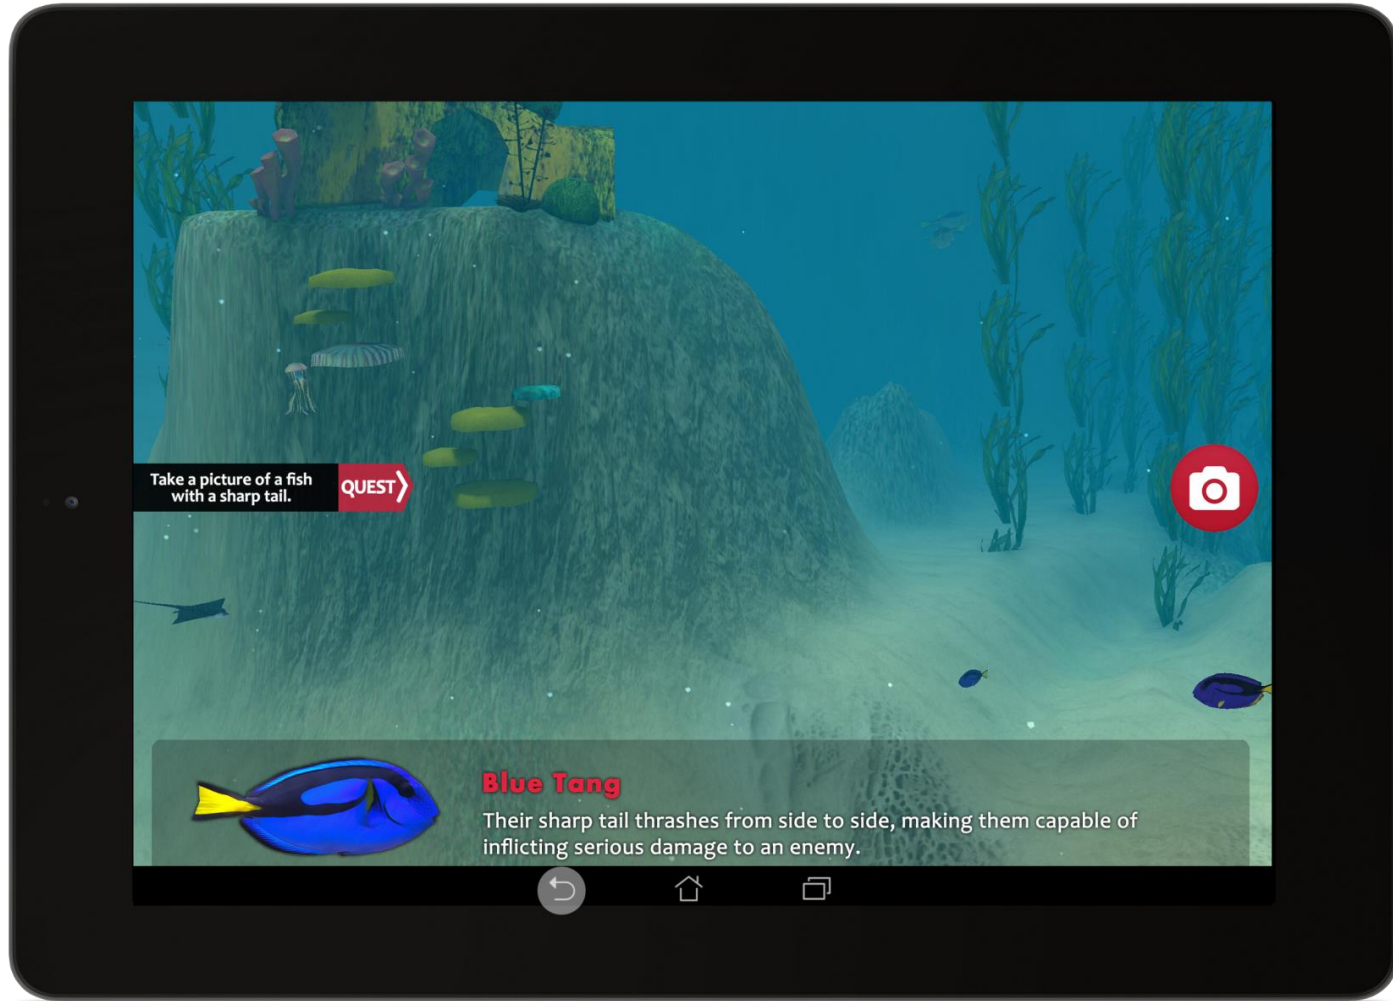 Take a picture of a fish
with a sharp tail.
QUEST
Blue Tang
Their sharp tail thrashes from side to side, making them capable of
inflicting serious damage to an enemy.